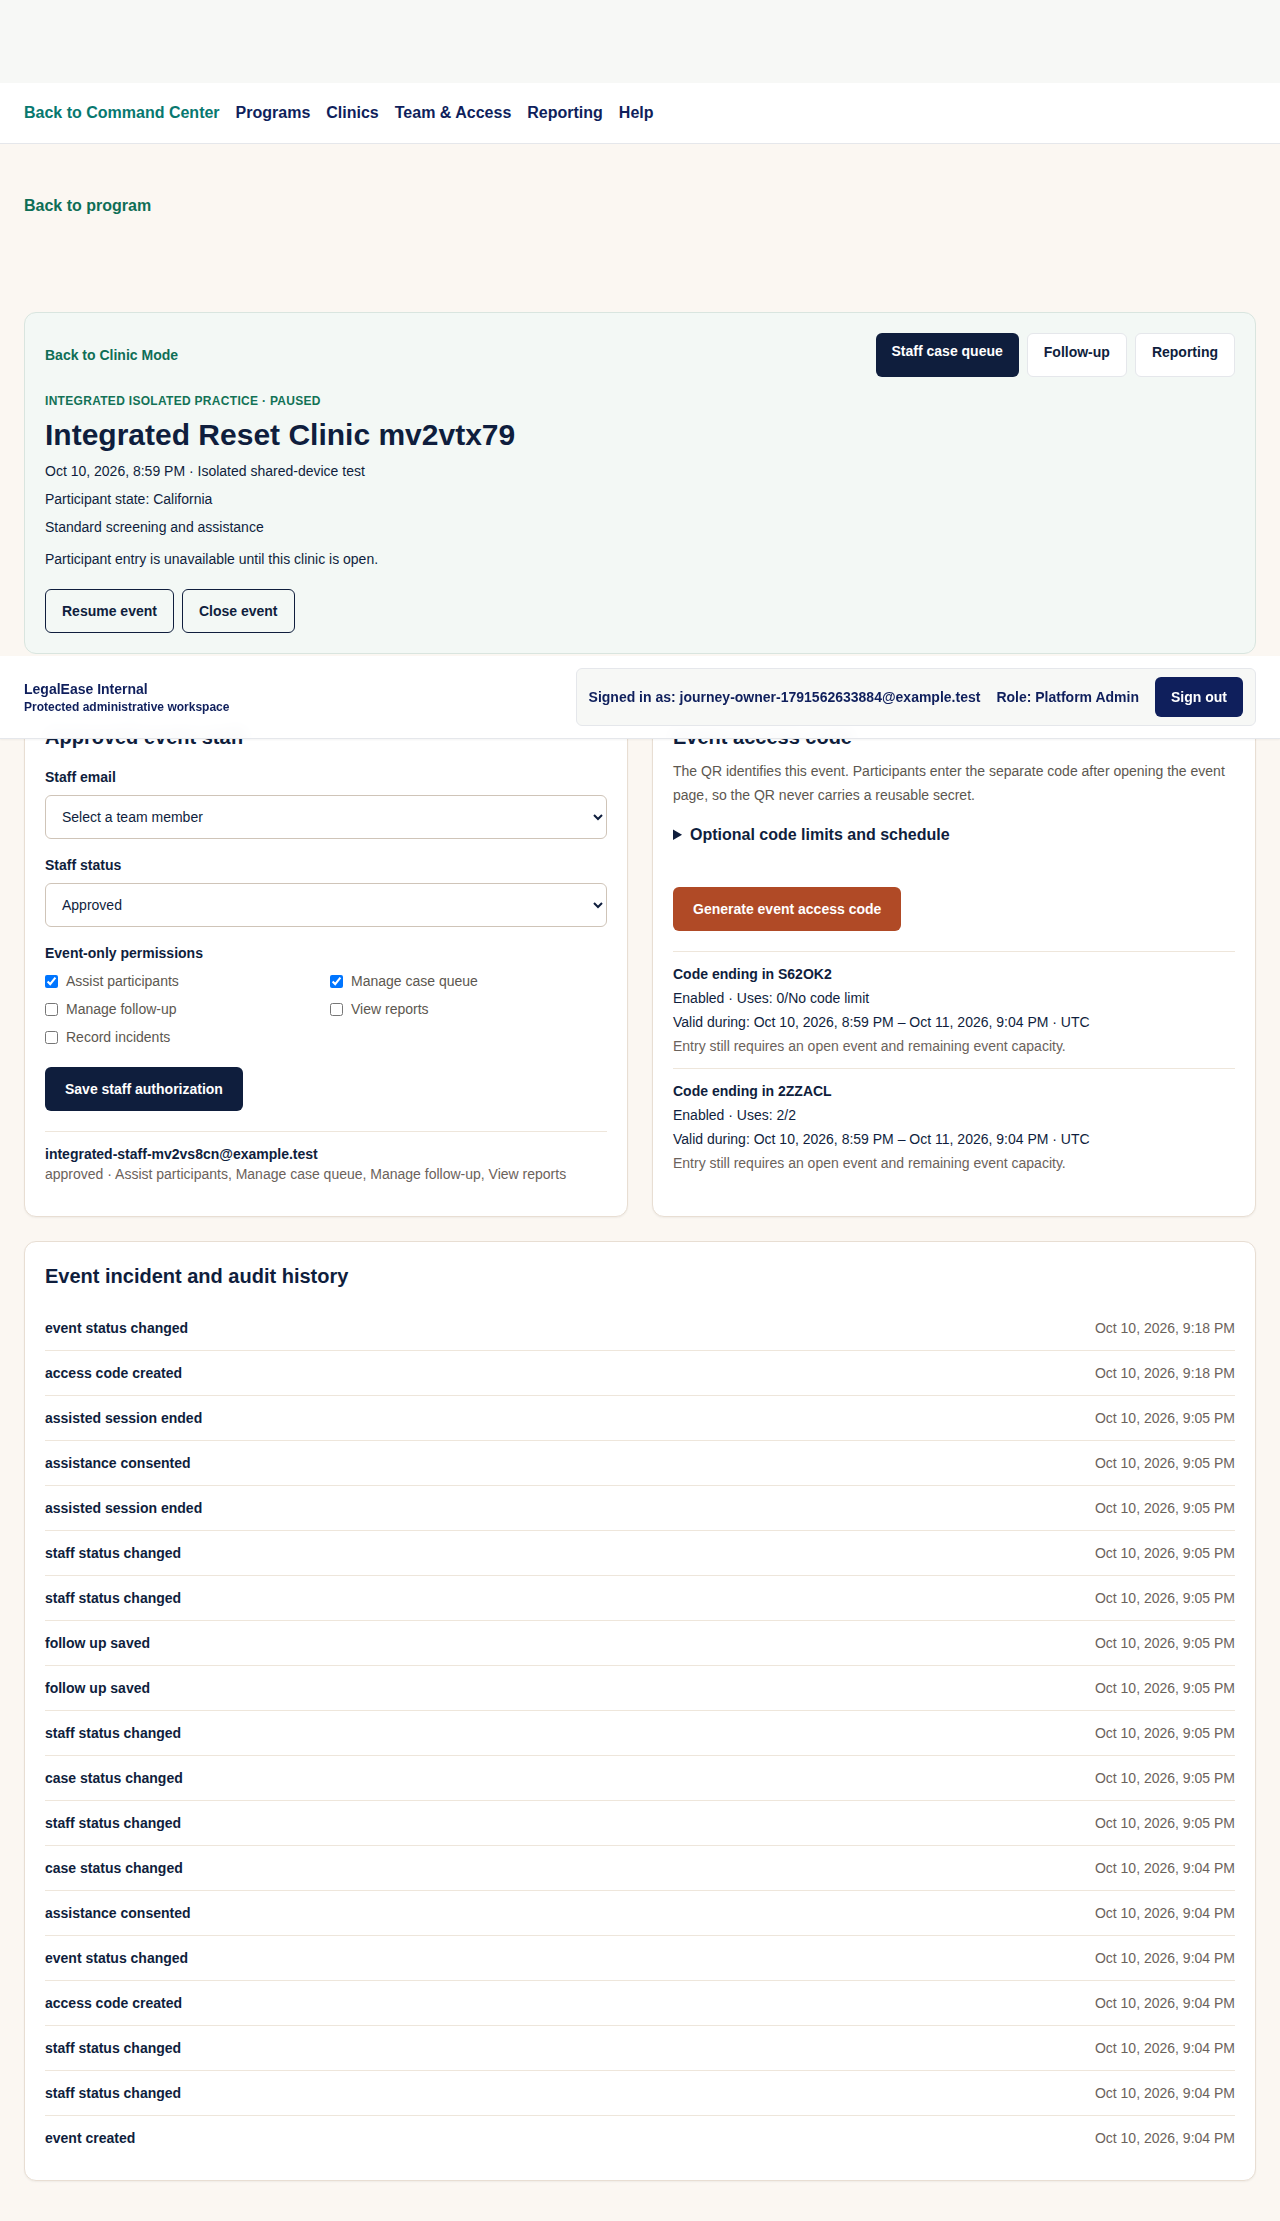 Back to Command Center Programs Clinics Team & Access Reporting Help
Back to program
Back to Clinic Mode
Staff case queue Follow-up Reporting
INTEGRATED ISOLATED PRACTICE · PAUSED
Integrated Reset Clinic mv2vtx79
Oct 10, 2026, 8:59 PM · Isolated shared-device test
Participant state: California
Standard screening and assistance
Participant entry is unavailable until this clinic is open.
Resume event Close event
LegalEase Internal
Protected administrative workspace
Signed in as: journey-owner-1791562633884@example.test Role: Platform Admin Sign out
Approved event staff
Staff email
Select a team member
Staff status
Approved
Event-only permissions
Assist participants Manage case queue
Manage follow-up View reports
Record incidents
Save staff authorization
integrated-staff-mv2vs8cn@example.test
approved · Assist participants, Manage case queue, Manage follow-up, View reports
Event access code
The QR identifies this event. Participants enter the separate code after opening the event
page, so the QR never carries a reusable secret.
Optional code limits and schedule
Generate event access code
Code ending in S62OK2
Enabled · Uses: 0/No code limit
Valid during: Oct 10, 2026, 8:59 PM – Oct 11, 2026, 9:04 PM · UTC
Entry still requires an open event and remaining event capacity.
Code ending in 2ZZACL
Enabled · Uses: 2/2
Valid during: Oct 10, 2026, 8:59 PM – Oct 11, 2026, 9:04 PM · UTC
Entry still requires an open event and remaining event capacity.
Event incident and audit history
event status changed Oct 10, 2026, 9:18 PM
access code created Oct 10, 2026, 9:18 PM
assisted session ended Oct 10, 2026, 9:05 PM
assistance consented Oct 10, 2026, 9:05 PM
assisted session ended Oct 10, 2026, 9:05 PM
staff status changed Oct 10, 2026, 9:05 PM
staff status changed Oct 10, 2026, 9:05 PM
follow up saved Oct 10, 2026, 9:05 PM
follow up saved Oct 10, 2026, 9:05 PM
staff status changed Oct 10, 2026, 9:05 PM
case status changed Oct 10, 2026, 9:05 PM
staff status changed Oct 10, 2026, 9:05 PM
case status changed Oct 10, 2026, 9:04 PM
assistance consented Oct 10, 2026, 9:04 PM
event status changed Oct 10, 2026, 9:04 PM
access code created Oct 10, 2026, 9:04 PM
staff status changed Oct 10, 2026, 9:04 PM
staff status changed Oct 10, 2026, 9:04 PM
event created Oct 10, 2026, 9:04 PM